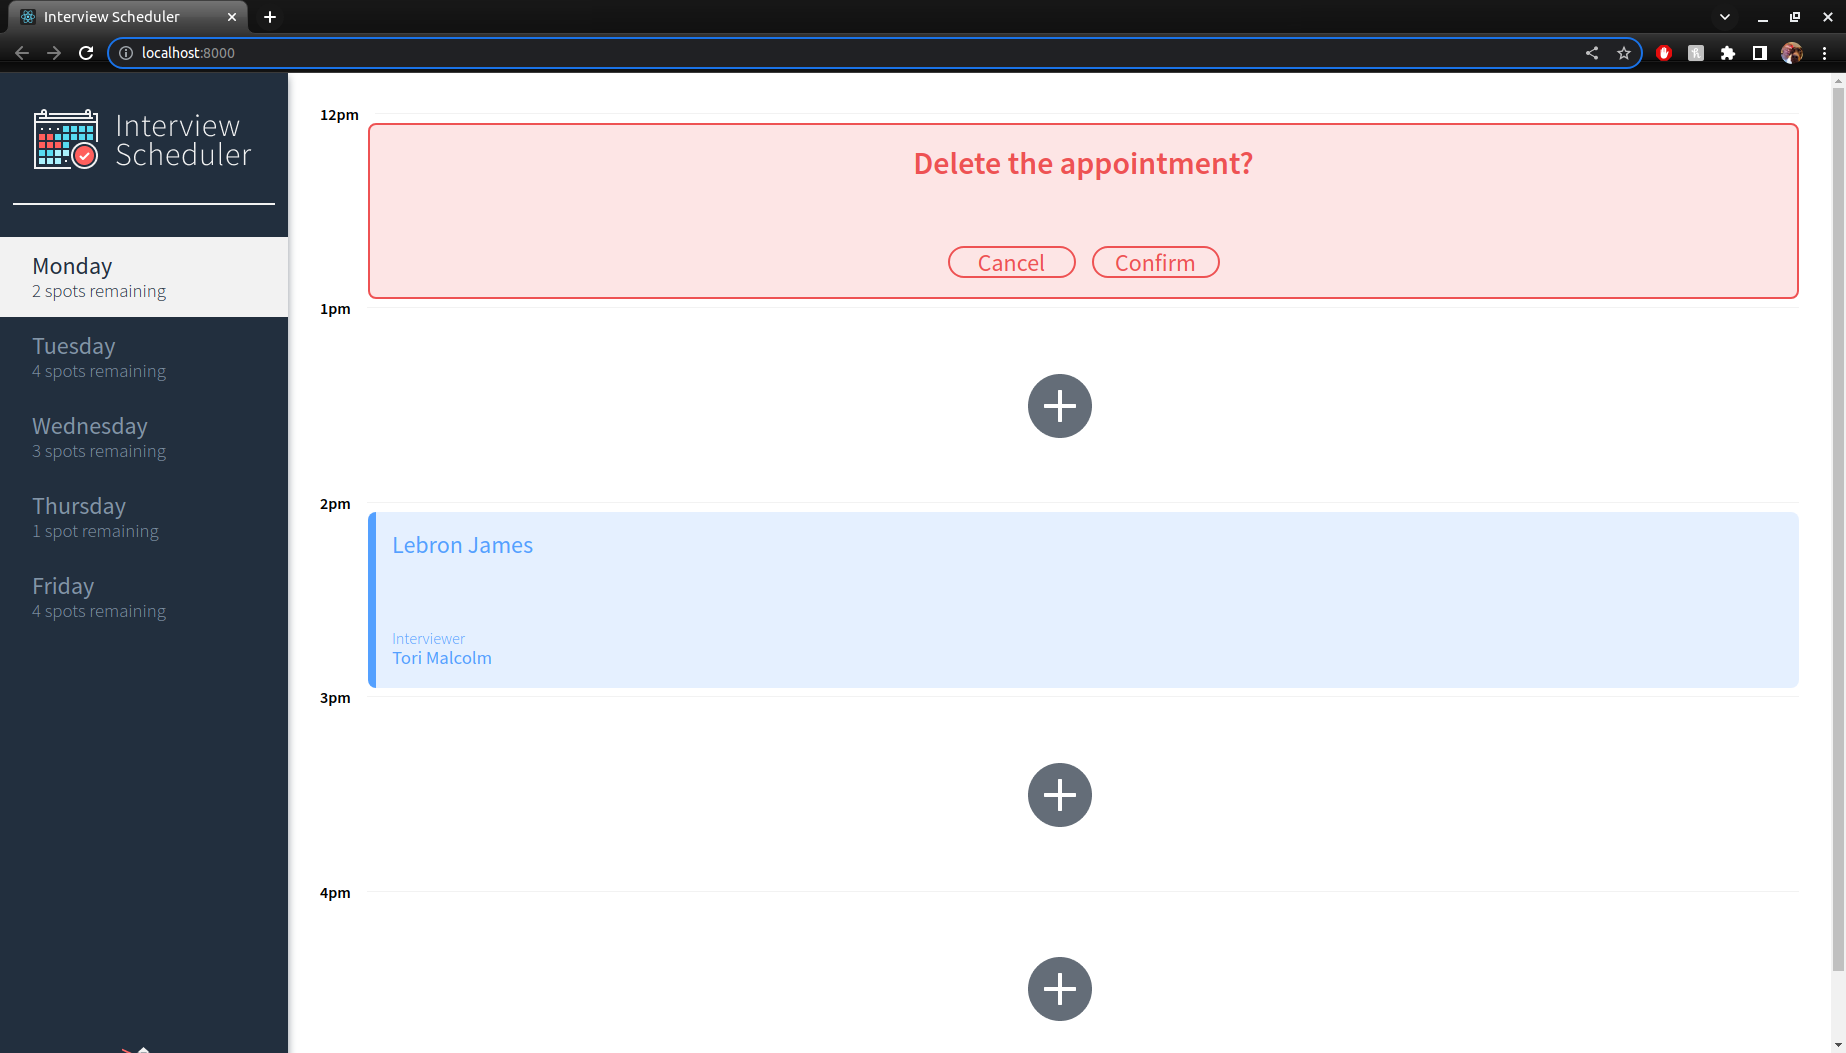 Interview Scheduler
localhost:8000
Interview
Scheduler
Monday
2 spots remaining
Tuesday
4 spots remaining
Wednesday
3 spots remaining
Thursday
1 spot remaining
Friday
4 spots remaining
12pm
Delete the appointment?
Cancel Confirm
1pm
2pm
Lebron James
Interviewer
Tori Malcolm
3pm
4pm